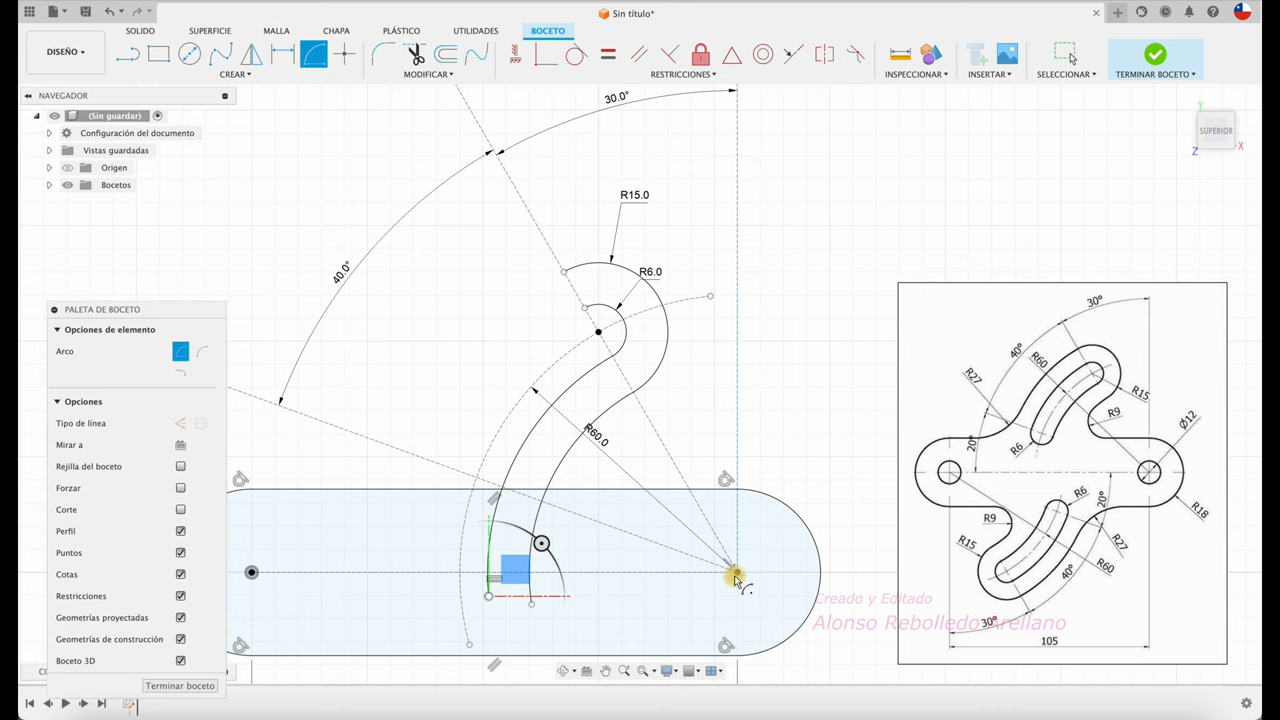 Sin título*
SÓLIDO
SUPERFICIE
MALLA
CHAPA
PLÁSTICO
UTILIDADES
BOCETO
DISEÑO
CREAR
MODIFICAR
RESTRICCIONES
INSPECCIONAR
INSERTAR
SELECCIONAR
TERMINAR BOCETO
NAVEGADOR
(Sin guardar)
Configuración del documento
Vistas guardadas
Origen
Bocetos
Y
SUPERIOR
X
Z
30.0°
40.0°
R15.0
R6.0
R60.0
PALETA DE BOCETO
Opciones de elemento
Arco
Opciones
Tipo de línea
Mirar a
Rejilla del boceto
Forzar
Corte
Perfil
Puntos
Cotas
Restricciones
Geometrías proyectadas
Geometrías de construcción
Boceto 3D
Terminar boceto
30°
40°
R60
R27
R15
R9
Ø12
R6
20°
R6
20°
R9
R18
R15
R27
40°
R60
30°
105
Creado y Editado
Alonso Rebolledo Arellano